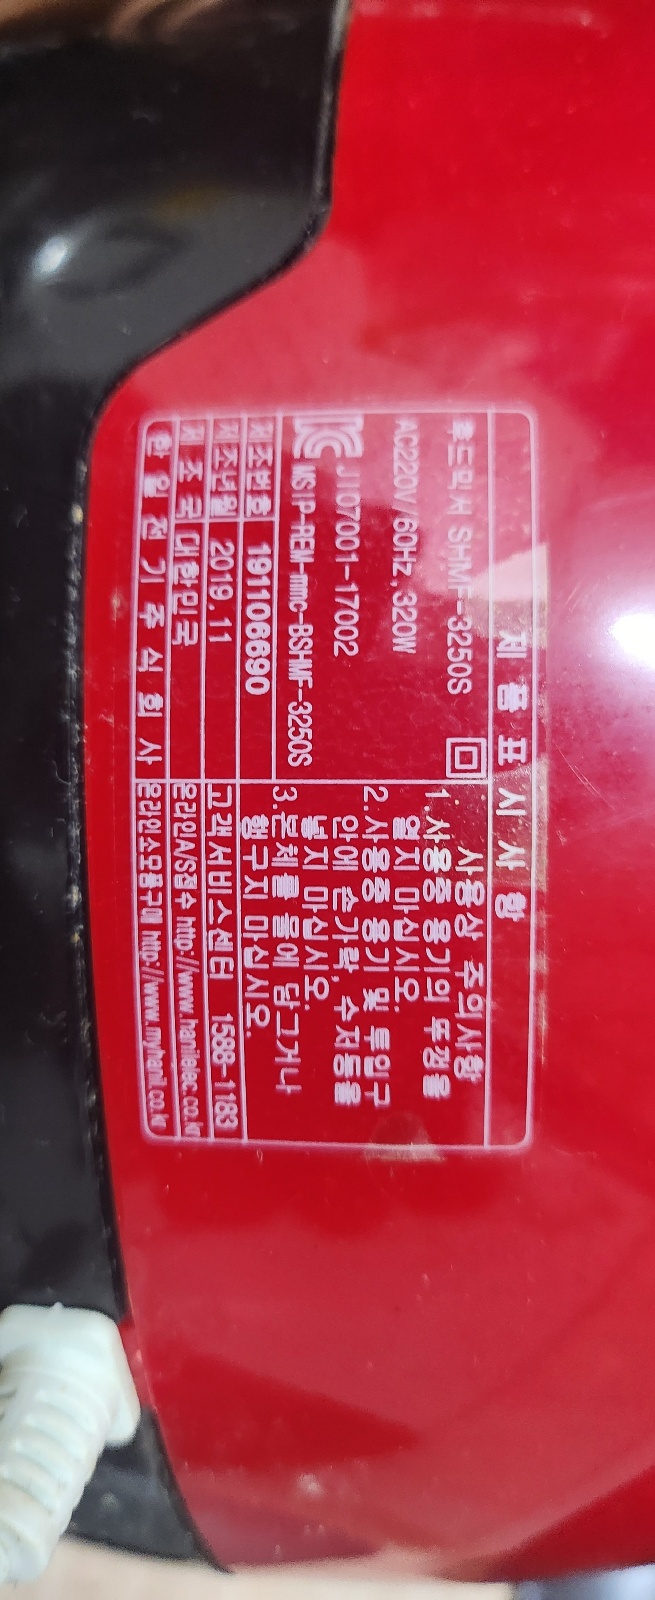 제 품 표 시 사 항
후드믹서 SHMF-3250S
AC220V/60Hz, 320W
JI07001-17002
MSIP-REM-mmc-BSHMF-3250S
제조번호 191106690
제조년월 2019.11
제 조 국 대한민국
한 일 전 기 주 식 회 사
사용상 주의사항
1.사용중 용기의 뚜껑을
열지 마십시오.
2.사용중 용기 및 투입구
안에 손가락, 수저등을
넣지 마십시오.
3.본체를 물에 담그거나
헹구지 마십시오.
고객서비스센터 1588-1183
온라인A/S접수 http://www.hanilelec.co.kr
온라인소모품구매 http://www.myhanil.co.kr